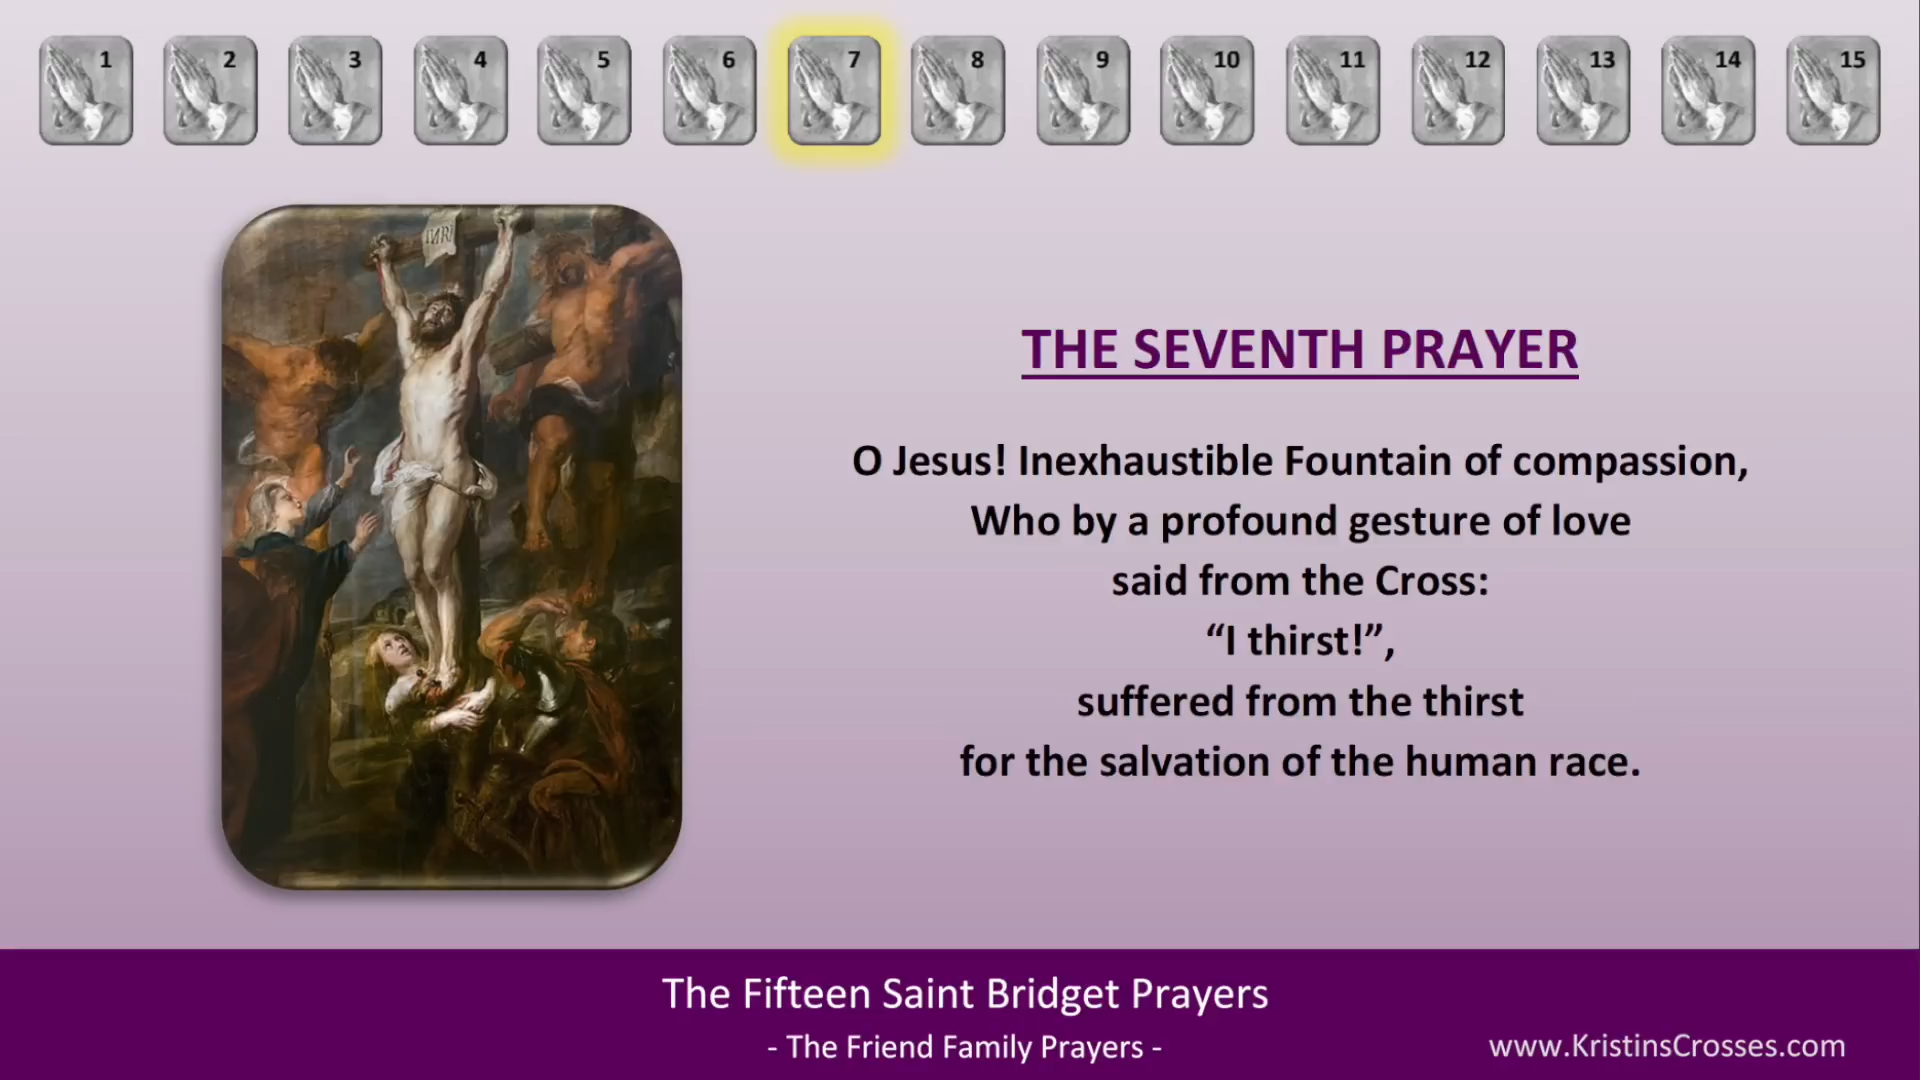 1 2 3 4 5 6 7 8 9 10 11 12 13 14 15
INRI
THE SEVENTH PRAYER
O Jesus! Inexhaustible Fountain of compassion,
Who by a profound gesture of love
said from the Cross:
“I thirst!”,
suffered from the thirst
for the salvation of the human race.
The Fifteen Saint Bridget Prayers
- The Friend Family Prayers -
www.KristinsCrosses.com